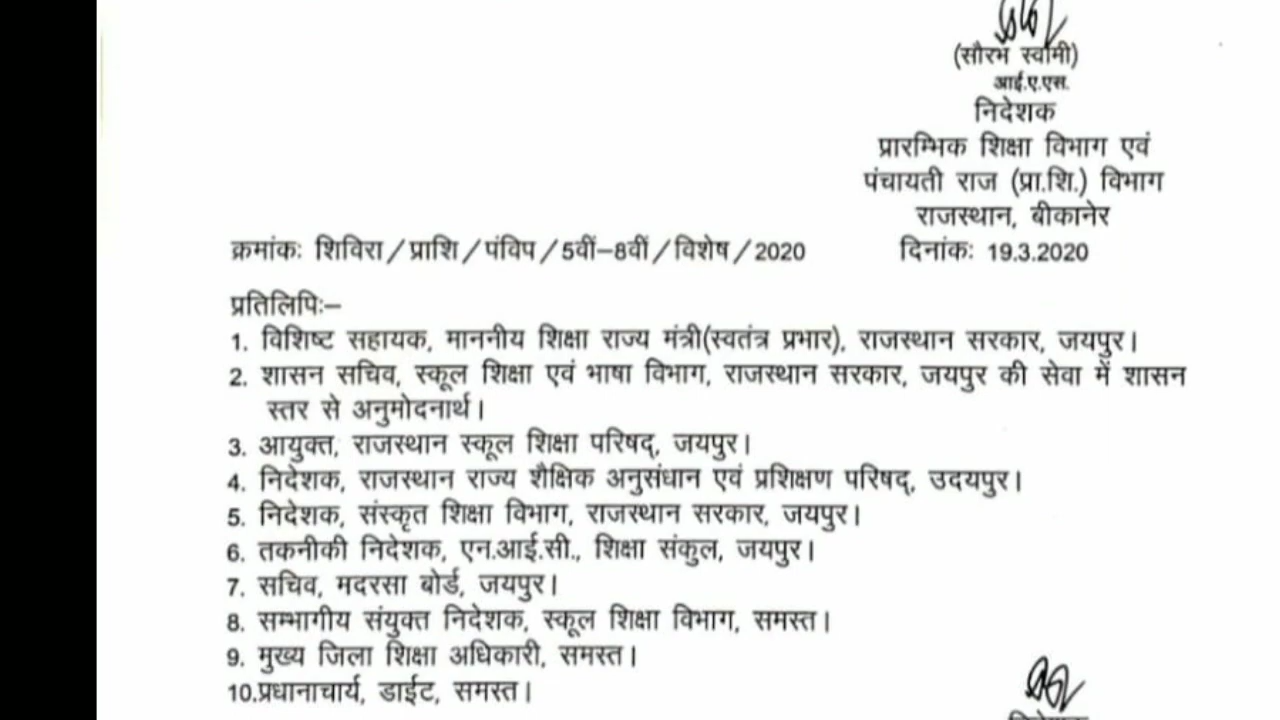 (सौरभ स्वामी)
आई.ए.एस.
निदेशक
प्रारम्भिक शिक्षा विभाग एवं
पंचायती राज (प्रा.शि.) विभाग
राजस्थान, बीकानेर
क्रमांकः शिविरा/प्राशि/पंविप/5वीं–8वीं/विशेष/2020 दिनांकः 19.3.2020
प्रतिलिपिः–
1. विशिष्ट सहायक, माननीय शिक्षा राज्य मंत्री(स्वतंत्र प्रभार), राजस्थान सरकार, जयपुर।
2. शासन सचिव, स्कूल शिक्षा एवं भाषा विभाग, राजस्थान सरकार, जयपुर की सेवा में शासन
स्तर से अनुमोदनार्थ।
3. आयुक्त, राजस्थान स्कूल शिक्षा परिषद्, जयपुर।
4. निदेशक, राजस्थान राज्य शैक्षिक अनुसंधान एवं प्रशिक्षण परिषद्, उदयपुर।
5. निदेशक, संस्कृत शिक्षा विभाग, राजस्थान सरकार, जयपुर।
6. तकनीकी निदेशक, एन.आई.सी., शिक्षा संकुल, जयपुर।
7. सचिव, मदरसा बोर्ड, जयपुर।
8. सम्भागीय संयुक्त निदेशक, स्कूल शिक्षा विभाग, समस्त।
9. मुख्य जिला शिक्षा अधिकारी, समस्त।
10.प्रधानाचार्य, डाईट, समस्त।